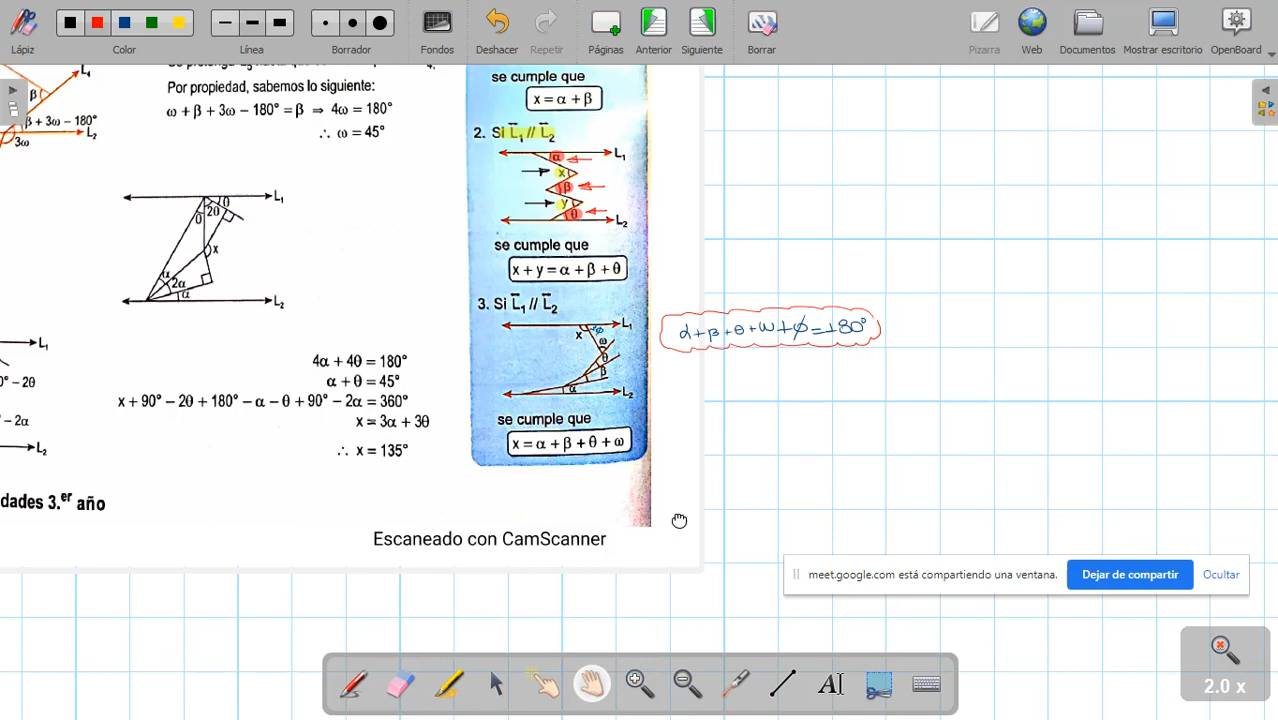 Lápiz
Color
Línea
Borrador
Fondos
Deshacer
Repetir
Páginas
Anterior
Siguiente
Borrar
Pizarra
Web
Documentos
Mostrar escritorio
OpenBoard
L₄
β
β + 3ω − 180°
3ω
L₂
Por propiedad, sabemos lo siguiente:
ω + β + 3ω − 180° = β ⇒ 4ω = 180°
∴ ω = 45°
L₁
θ
θ
2θ
x
α
2α
α
L₂
L₁
° − 2θ
° − 2α
L₂
4α + 4θ = 180°
α + θ = 45°
x + 90° − 2θ + 180° − α − θ + 90° − 2α = 360°
x = 3α + 3θ
∴ x = 135°
dades 3.er año
se cumple que
x = α + β
2. Si L₁ // L₂
α
L₁
x
β
y
θ
L₂
se cumple que
x + y = α + β + θ
3. Si L₁ // L₂
L₁
x
φ
ω
θ
β
α
L₂
se cumple que
x = α + β + θ + ω
α+β+θ+ω+φ=180°
Escaneado con CamScanner
meet.google.com está compartiendo una ventana.
Dejar de compartir
Ocultar
2.0 x